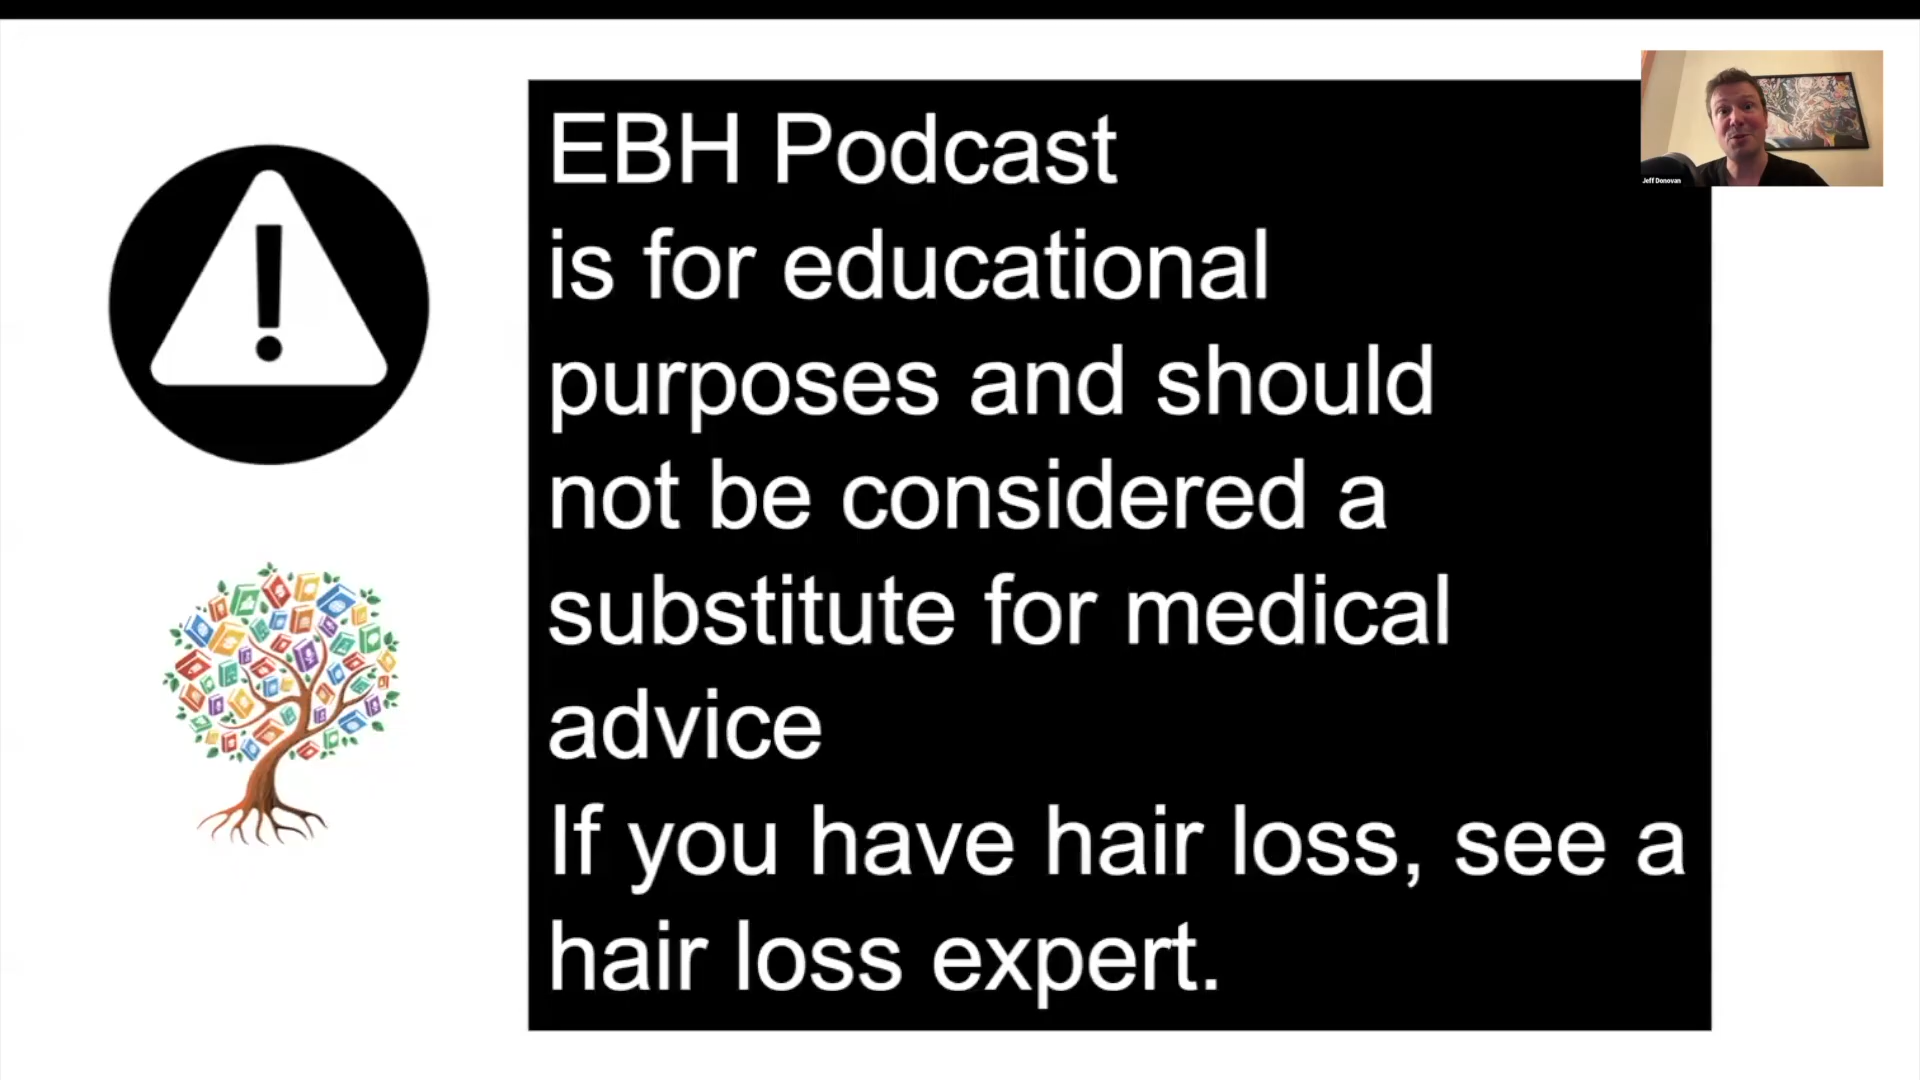 EBH Podcast
is for educational
purposes and should
not be considered a
substitute for medical
advice
If you have hair loss, see a
hair loss expert.
Jeff Donovan